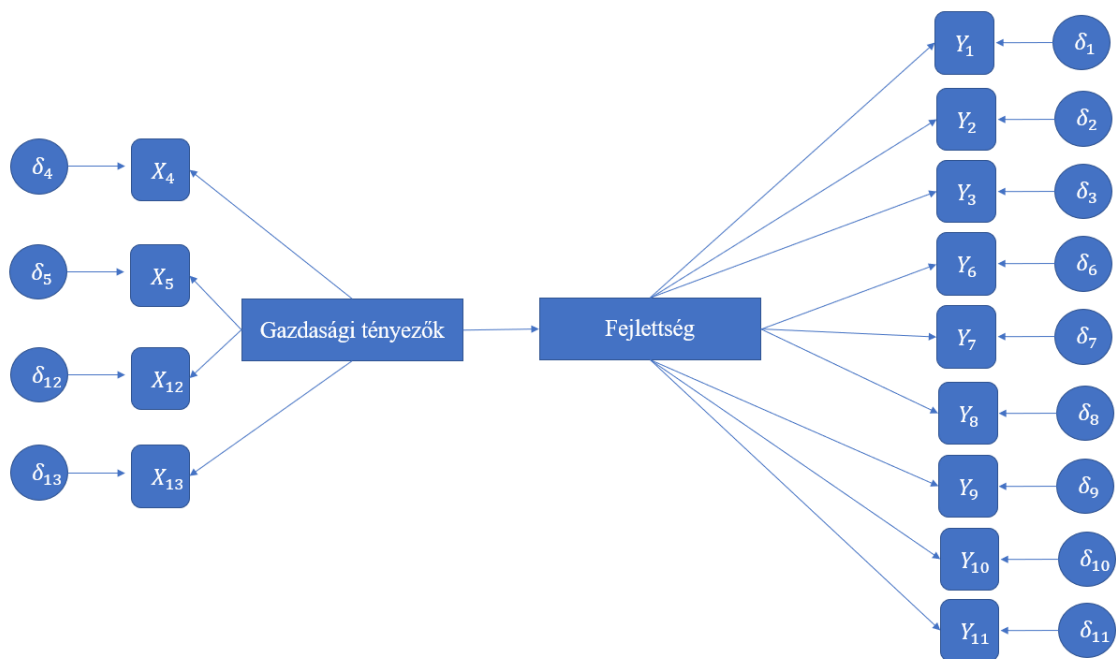 δ₄
X₄
δ₅
X₅
δ₁₂
X₁₂
δ₁₃
X₁₃
Gazdasági tényezők
Fejlettség
Y₁
δ₁
Y₂
δ₂
Y₃
δ₃
Y₆
δ₆
Y₇
δ₇
Y₈
δ₈
Y₉
δ₉
Y₁₀
δ₁₀
Y₁₁
δ₁₁